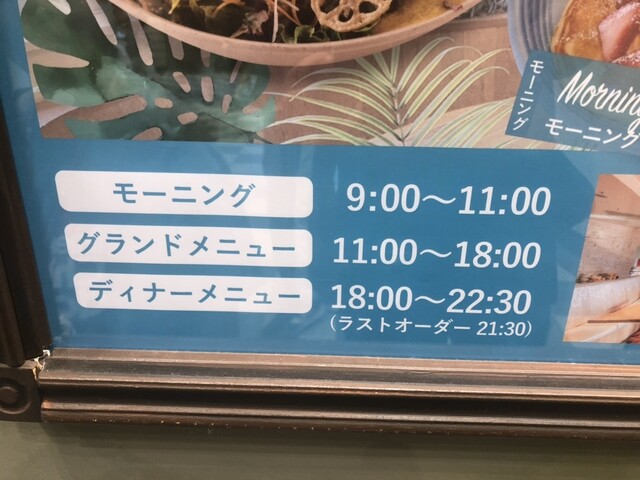 モーニング
Mornin
モーニング
モーニング 9:00〜11:00
グランドメニュー 11:00〜18:00
ディナーメニュー 18:00〜22:30
(ラストオーダー 21:30)